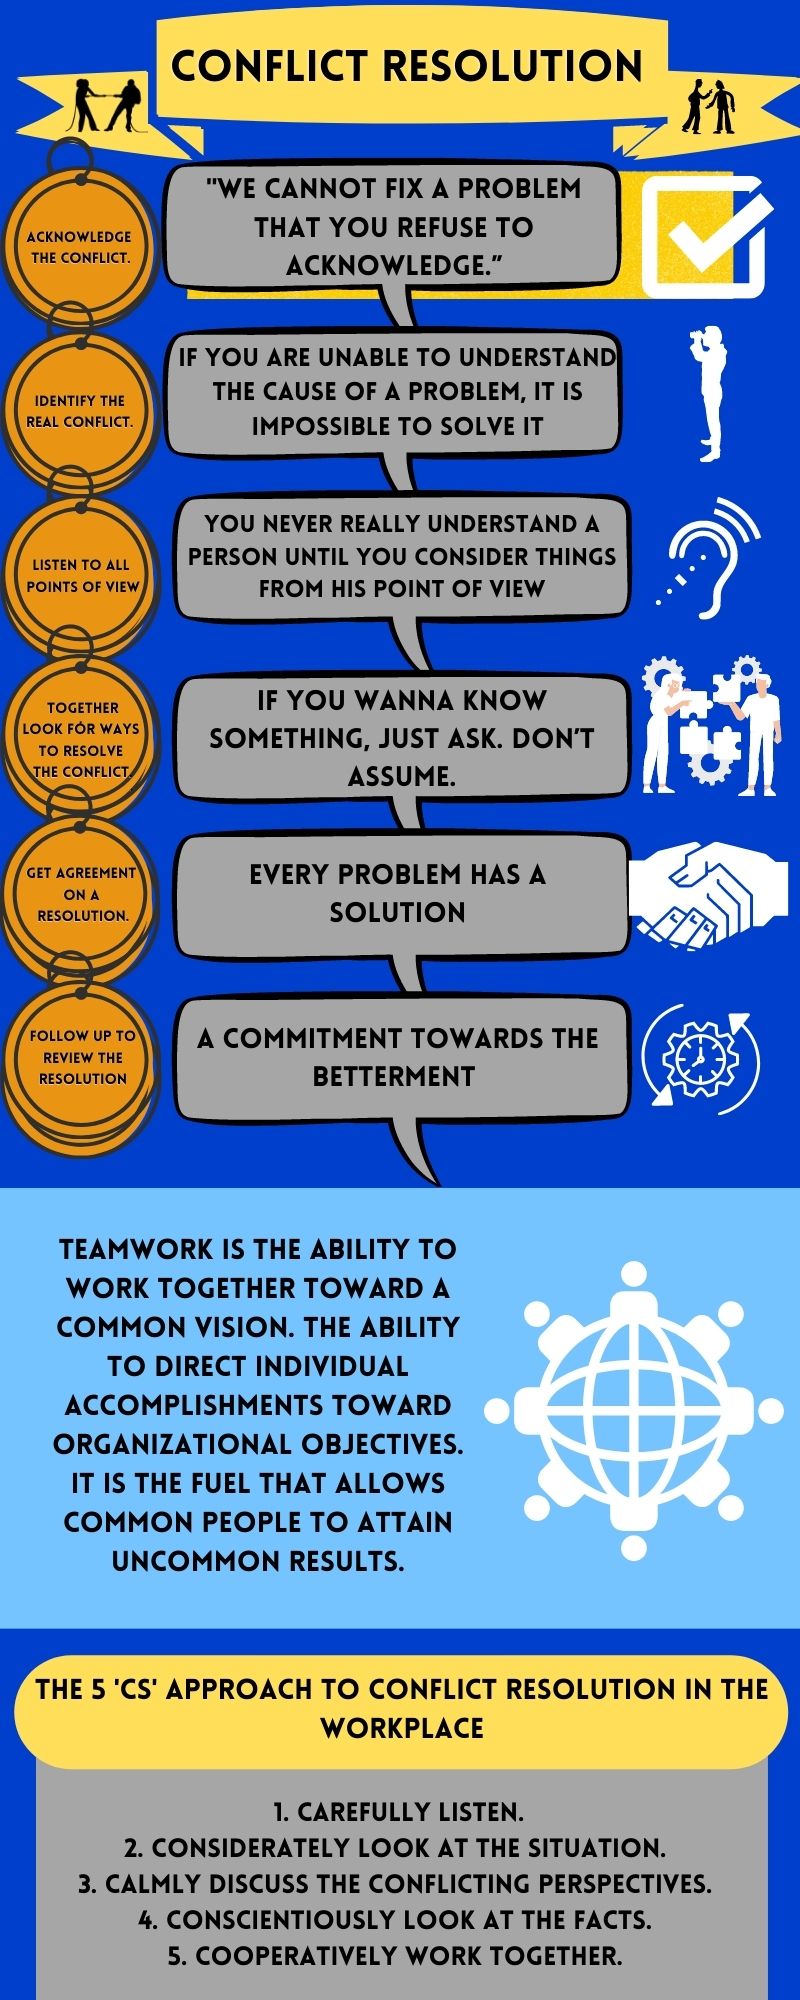 CONFLICT RESOLUTION
ACKNOWLEDGE
THE CONFLICT.
"WE CANNOT FIX A PROBLEM
THAT YOU REFUSE TO
ACKNOWLEDGE.”
IDENTIFY THE
REAL CONFLICT.
IF YOU ARE UNABLE TO UNDERSTAND
THE CAUSE OF A PROBLEM, IT IS
IMPOSSIBLE TO SOLVE IT
LISTEN TO ALL
POINTS OF VIEW
YOU NEVER REALLY UNDERSTAND A
PERSON UNTIL YOU CONSIDER THINGS
FROM HIS POINT OF VIEW
TOGETHER
LOOK FOR WAYS
TO RESOLVE
THE CONFLICT.
IF YOU WANNA KNOW
SOMETHING, JUST ASK. DON’T
ASSUME.
GET AGREEMENT
ON A
RESOLUTION.
EVERY PROBLEM HAS A
SOLUTION
FOLLOW UP TO
REVIEW THE
RESOLUTION
A COMMITMENT TOWARDS THE
BETTERMENT
TEAMWORK IS THE ABILITY TO
WORK TOGETHER TOWARD A
COMMON VISION. THE ABILITY
TO DIRECT INDIVIDUAL
ACCOMPLISHMENTS TOWARD
ORGANIZATIONAL OBJECTIVES.
IT IS THE FUEL THAT ALLOWS
COMMON PEOPLE TO ATTAIN
UNCOMMON RESULTS.
THE 5 'CS' APPROACH TO CONFLICT RESOLUTION IN THE
WORKPLACE
1. CAREFULLY LISTEN.
2. CONSIDERATELY LOOK AT THE SITUATION.
3. CALMLY DISCUSS THE CONFLICTING PERSPECTIVES.
4. CONSCIENTIOUSLY LOOK AT THE FACTS.
5. COOPERATIVELY WORK TOGETHER.